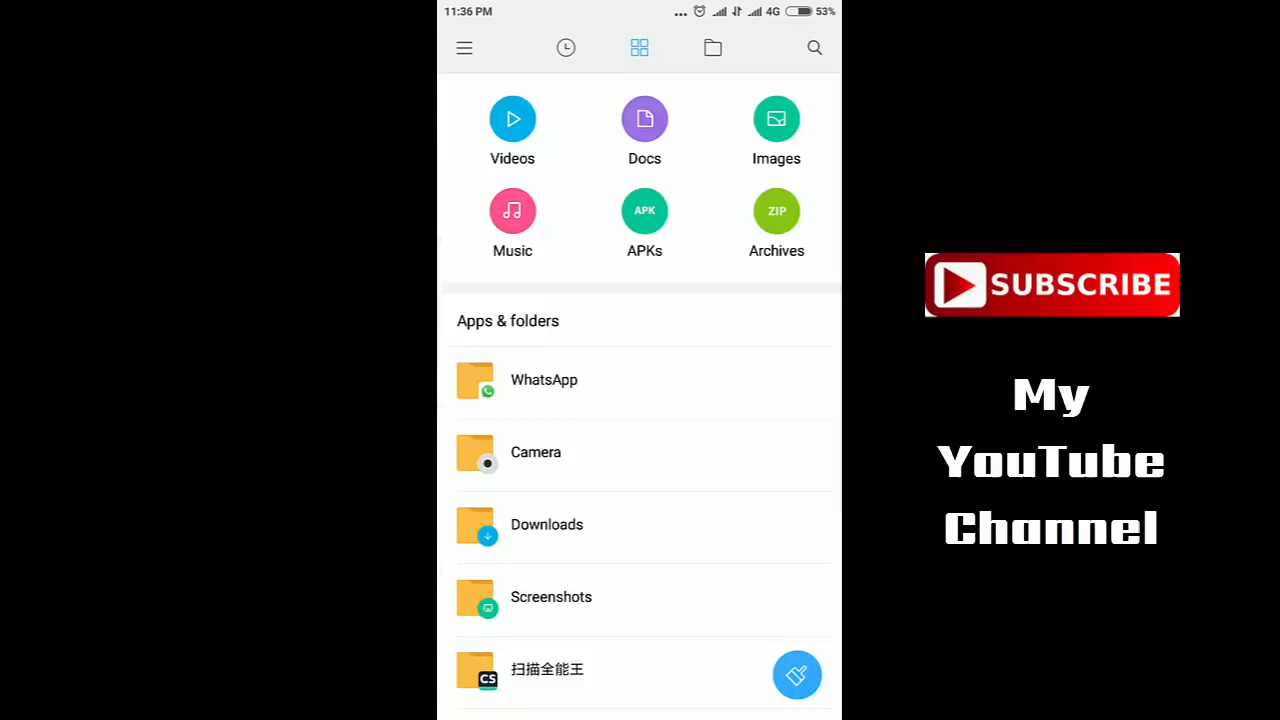 11:36 PM
... 4G 53%
Videos Docs Images
APK ZIP
Music APKs Archives
Apps & folders
WhatsApp
Camera
Downloads
Screenshots
扫描全能王
CS
SUBSCRIBE
My
YouTube
Channel